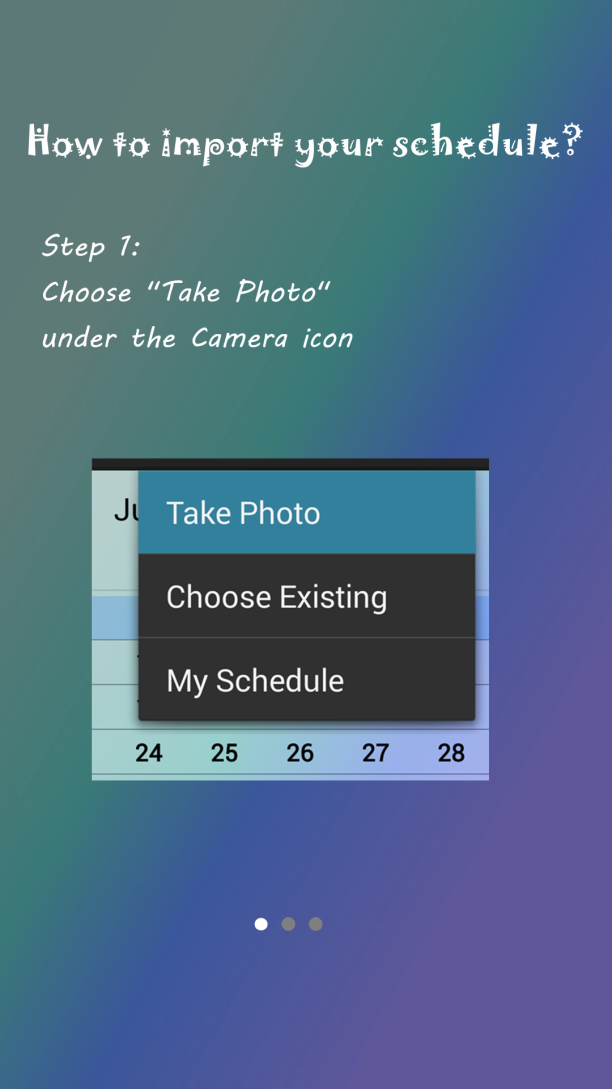 How to import your schedule?
Step 1:
Choose "Take Photo"
under the Camera icon
Ju
Take Photo
Choose Existing
My Schedule
24 25 26 27 28